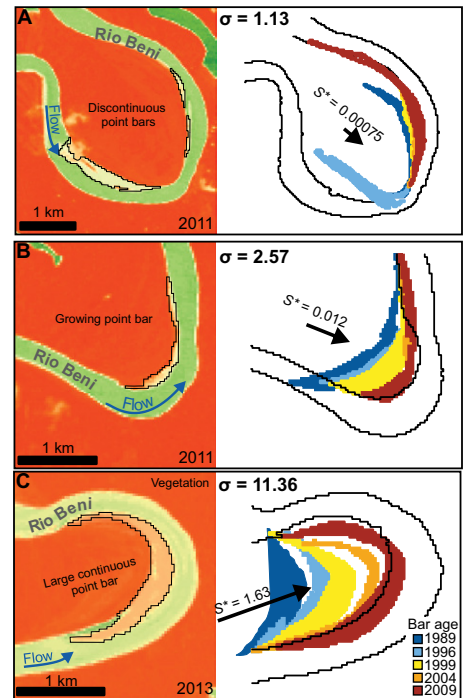 A
Rio Beni
Flow
Discontinuous
point bars
1 km
2011
σ = 1.13
S* = 0.00075
B
Growing point bar
Rio Beni
Flow
1 km
2011
σ = 2.57
S* = 0.012
C
Vegetation
Rio Beni
Large continuous
point bar
Flow
1 km
2013
σ = 11.36
S* = 1.63
Bar age
1989
1996
1999
2004
2009